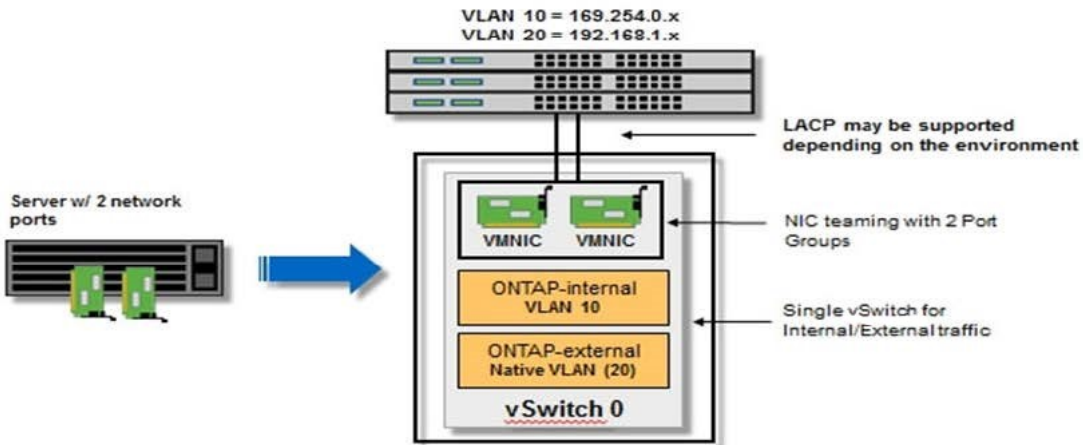 VLAN 10 = 169.254.0.x
VLAN 20 = 192.168.1.x
LACP may be supported
depending on the environment
Server w/ 2 network
ports
VMNIC
VMNIC
NIC teaming with 2 Port
Groups
ONTAP-internal
VLAN 10
Single vSwitch for
Internal/External traffic
ONTAP-external
Native VLAN (20)
vSwitch 0